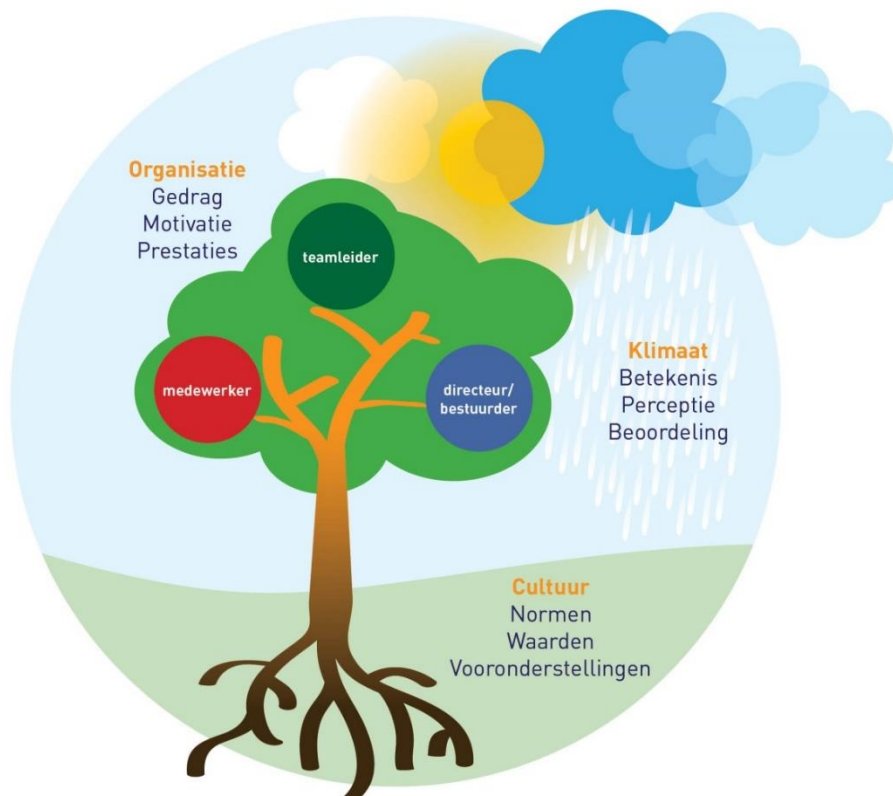 Organisatie
Gedrag
Motivatie
Prestaties
teamleider
medewerker
directeur/
bestuurder
Klimaat
Betekenis
Perceptie
Beoordeling
Cultuur
Normen
Waarden
Vooronderstellingen